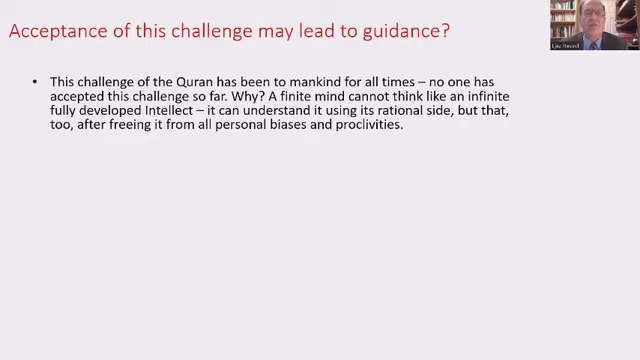 Acceptance of this challenge may lead to guidance?
• This challenge of the Quran has been to mankind for all times – no one has
accepted this challenge so far. Why? A finite mind cannot think like an infinite
fully developed Intellect – it can understand it using its rational side, but that,
too, after freeing it from all personal biases and proclivities.